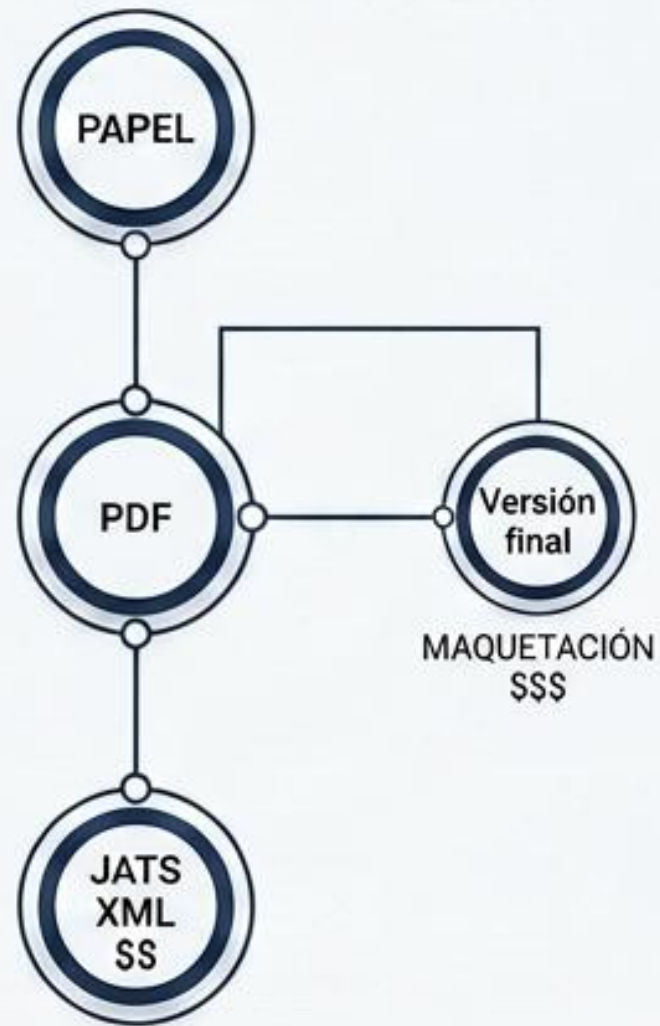 PAPEL
PDF
Versión
final
MAQUETACIÓN
$$$
JATS
XML
$$